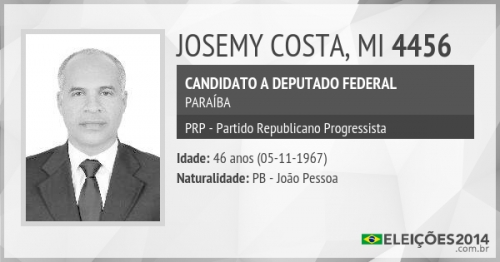 JOSEMY COSTA, MI 4456
CANDIDATO A DEPUTADO FEDERAL
PARAÍBA
PRP - Partido Republicano Progressista
Idade: 46 anos (05-11-1967)
Naturalidade: PB - João Pessoa
ELEIÇÕES2014
.com.br